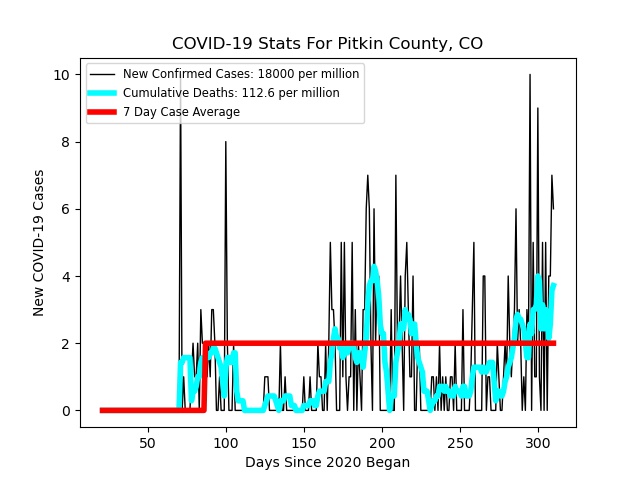 COVID-19 Stats For Pitkin County, CO
New Confirmed Cases: 18000 per million
Cumulative Deaths: 112.6 per million
7 Day Case Average
New COVID-19 Cases
10
8
6
4
2
0
50 100 150 200 250 300
Days Since 2020 Began